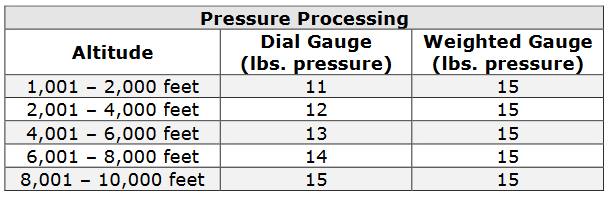 Pressure Processing
Altitude Dial Gauge (lbs. pressure) Weighted Gauge (lbs. pressure)
1,001 – 2,000 feet 11 15
2,001 – 4,000 feet 12 15
4,001 – 6,000 feet 13 15
6,001 – 8,000 feet 14 15
8,001 – 10,000 feet 15 15